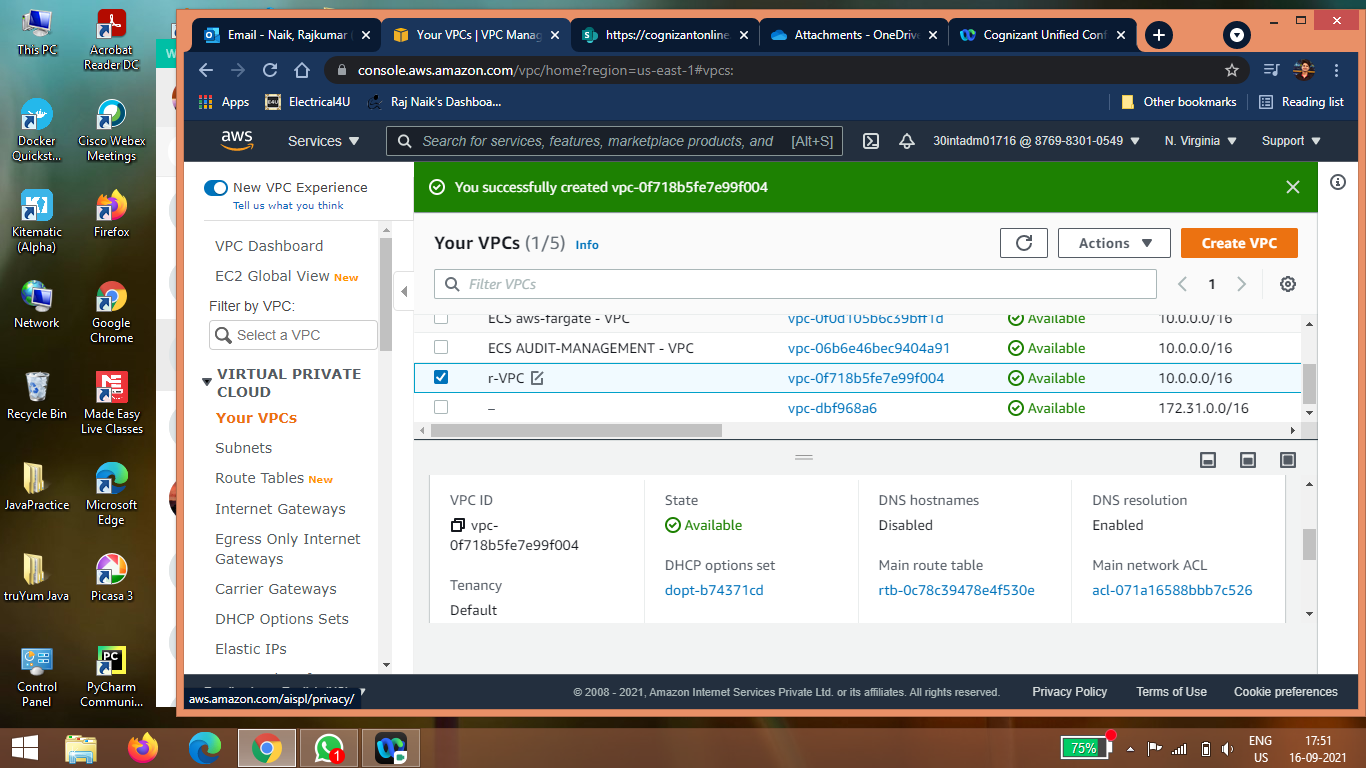 This PC
Acrobat Reader DC
Docker Quickst...
Cisco Webex Meetings
Kitematic (Alpha)
Firefox
Network
Google Chrome
Recycle Bin
Made Easy Live Classes
JavaPractice
Microsoft Edge
truYum Java
Picasa 3
Control Panel
PyCharm Communi...
Email - Naik, Rajkumar
Your VPCs | VPC Manag
https://cognizantonline
Attachments - OneDrive
Cognizant Unified Conf
console.aws.amazon.com/vpc/home?region=us-east-1#vpcs:
Apps
Electrical4U
Raj Naik's Dashboa...
Other bookmarks
Reading list
aws
Services
Search for services, features, marketplace products, and
[Alt+S]
30intadm01716 @ 8769-8301-0549
N. Virginia
Support
New VPC Experience
Tell us what you think
VPC Dashboard
EC2 Global View New
Filter by VPC:
Select a VPC
VIRTUAL PRIVATE
CLOUD
Your VPCs
Subnets
Route Tables New
Internet Gateways
Egress Only Internet
Gateways
Carrier Gateways
DHCP Options Sets
Elastic IPs
You successfully created vpc-0f718b5fe7e99f004
Your VPCs (1/5) Info
Actions
Create VPC
Filter VPCs
1
ECS aws-fargate - VPC vpc-0f0d105b6c39bff1d Available 10.0.0.0/16
ECS AUDIT-MANAGEMENT - VPC vpc-06b6e46bec9404a91 Available 10.0.0.0/16
r-VPC vpc-0f718b5fe7e99f004 Available 10.0.0.0/16
– vpc-dbf968a6 Available 172.31.0.0/16
VPC ID
vpc-
0f718b5fe7e99f004
Tenancy
Default
State
Available
DHCP options set
dopt-b74371cd
DNS hostnames
Disabled
Main route table
rtb-0c78c39478e4f530e
DNS resolution
Enabled
Main network ACL
acl-071a16588bbb7c526
aws.amazon.com/aispl/privacy/
© 2008 - 2021, Amazon Internet Services Private Ltd. or its affiliates. All rights reserved.
Privacy Policy
Terms of Use
Cookie preferences
1
75%
ENG
US
17:51
16-09-2021